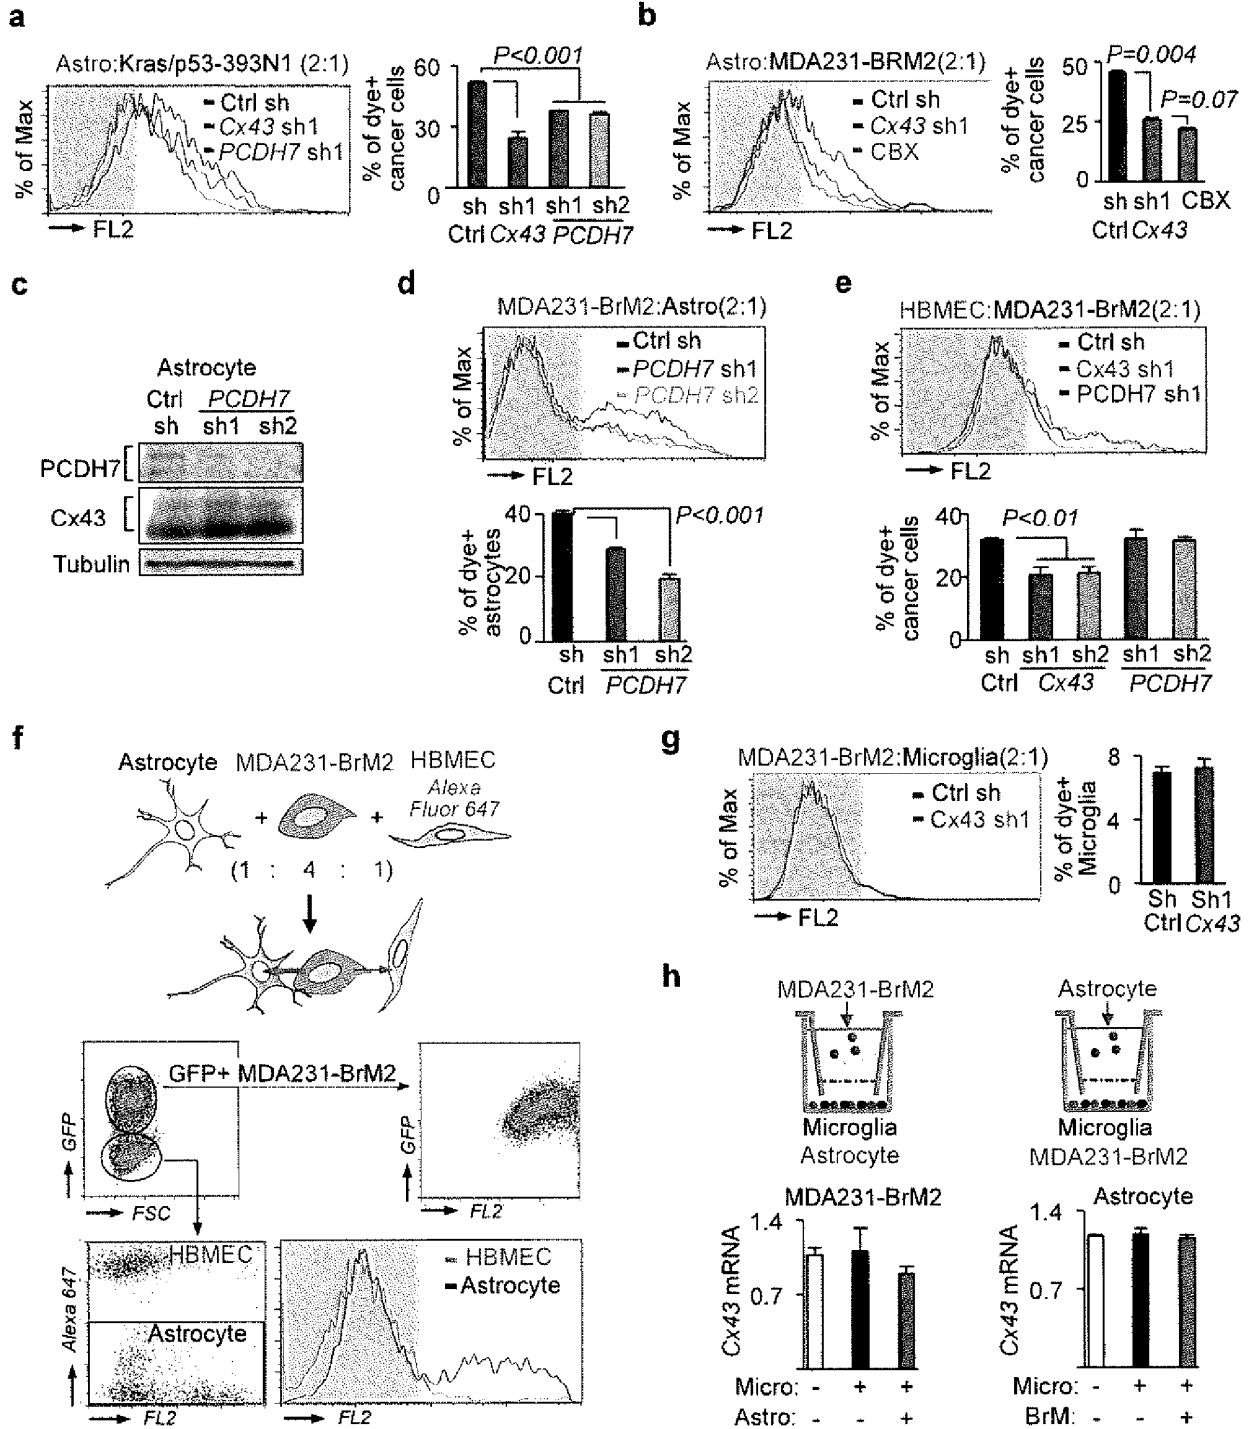 a
Astro:Kras/p53-393N1 (2:1)
% of Max
Ctrl sh
Cx43 sh1
PCDH7 sh1
FL2
% of dye+
cancer cells
60
30
0
P<0.001
sh sh1 sh1 sh2
Ctrl Cx43 PCDH7
b
Astro:MDA231-BRM2(2:1)
% of Max
Ctrl sh
Cx43 sh1
CBX
FL2
% of dye+
cancer cells
50
25
0
P=0.004
P=0.07
sh sh1 CBX
Ctrl Cx43
c
Astrocyte
Ctrl PCDH7
sh sh1 sh2
PCDH7
Cx43
Tubulin
d
MDA231-BrM2:Astro(2:1)
% of Max
Ctrl sh
PCDH7 sh1
PCDH7 sh2
FL2
% of dye+
astrocytes
40
20
0
P<0.001
sh sh1 sh2
Ctrl PCDH7
e
HBMEC:MDA231-BrM2(2:1)
% of Max
Ctrl sh
Cx43 sh1
PCDH7 sh1
FL2
% of dye+
cancer cells
40
20
0
P<0.01
sh sh1 sh2 sh1 sh2
Ctrl Cx43 PCDH7
f
Astrocyte MDA231-BrM2 HBMEC
Alexa
Fluor 647
+ +
(1 : 4 : 1)
GFP+ MDA231-BrM2
GFP
FSC
GFP
FL2
HBMEC
Astrocyte
Alexa 647
FL2
HBMEC
Astrocyte
FL2
g
MDA231-BrM2:Microglia(2:1)
% of Max
Ctrl sh
Cx43 sh1
FL2
% of dye+
Microglia
8
4
0
Sh Sh1
Ctrl Cx43
h
MDA231-BrM2
Microglia
Astrocyte
Astrocyte
Microglia
MDA231-BrM2
MDA231-BrM2
Cx43 mRNA
1.4
0.7
Micro: - + +
Astro: - - +
Astrocyte
Cx43 mRNA
1.4
0.7
Micro: - + +
BrM: - - +